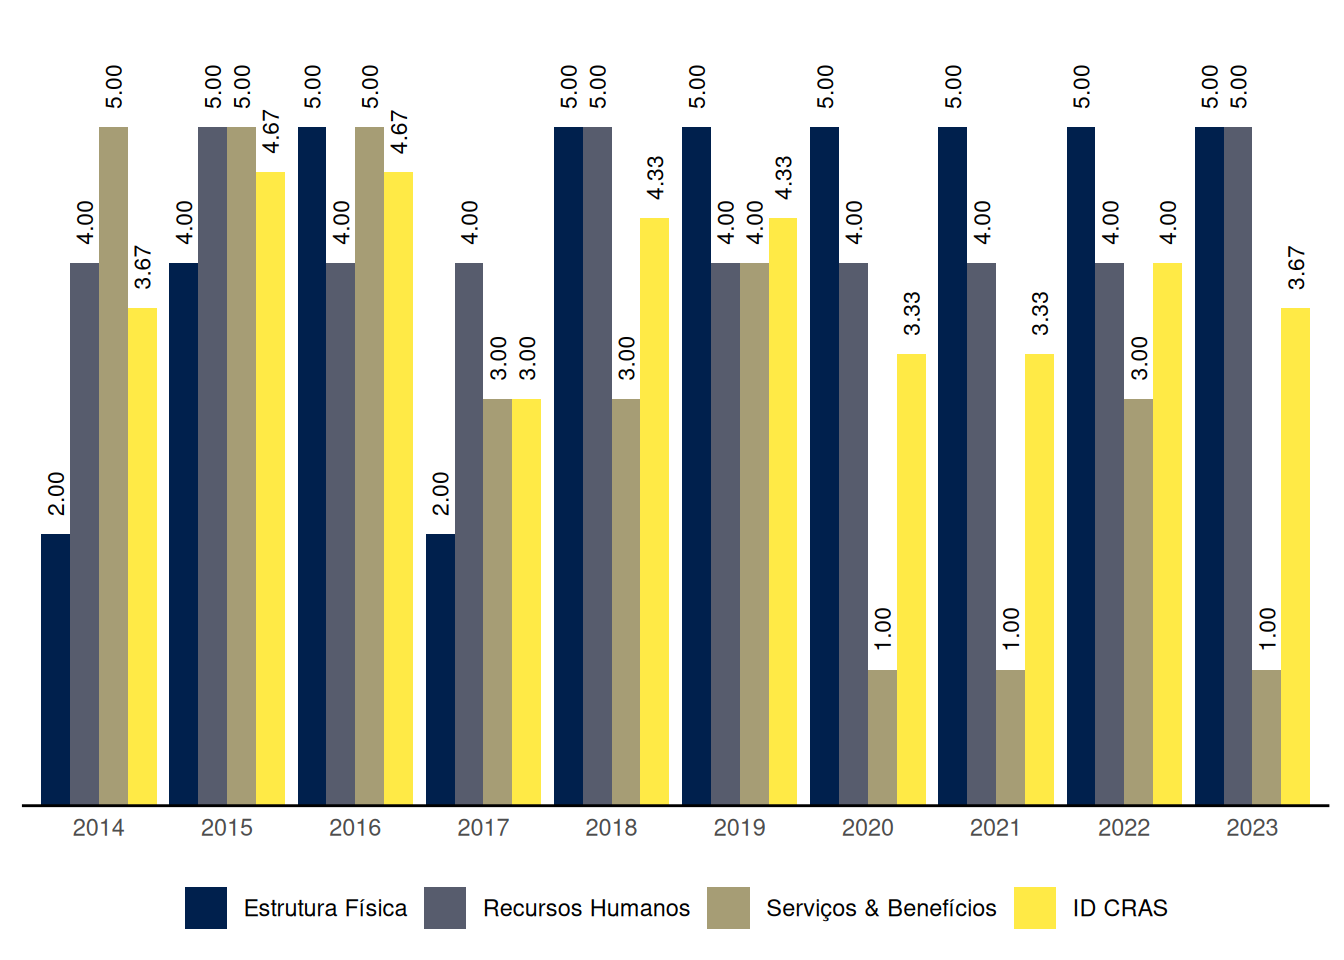 2.00 4.00 5.00 3.67
4.00 5.00 5.00 4.67
5.00 4.00 5.00 4.67
2.00 4.00 3.00 3.00
5.00 5.00 3.00 4.33
5.00 4.00 4.00 4.33
5.00 4.00 1.00 3.33
5.00 4.00 1.00 3.33
5.00 4.00 3.00 4.00
5.00 5.00 1.00 3.67
2014 2015 2016 2017 2018 2019 2020 2021 2022 2023
Estrutura Física Recursos Humanos Serviços & Benefícios ID CRAS